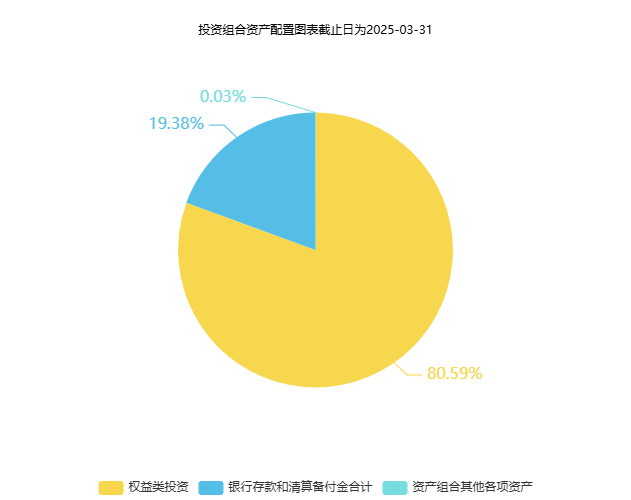 投资组合资产配置图表截止日为2025-03-31
0.03%
19.38%
80.59%
权益类投资 银行存款和清算备付金合计 资产组合其他各项资产